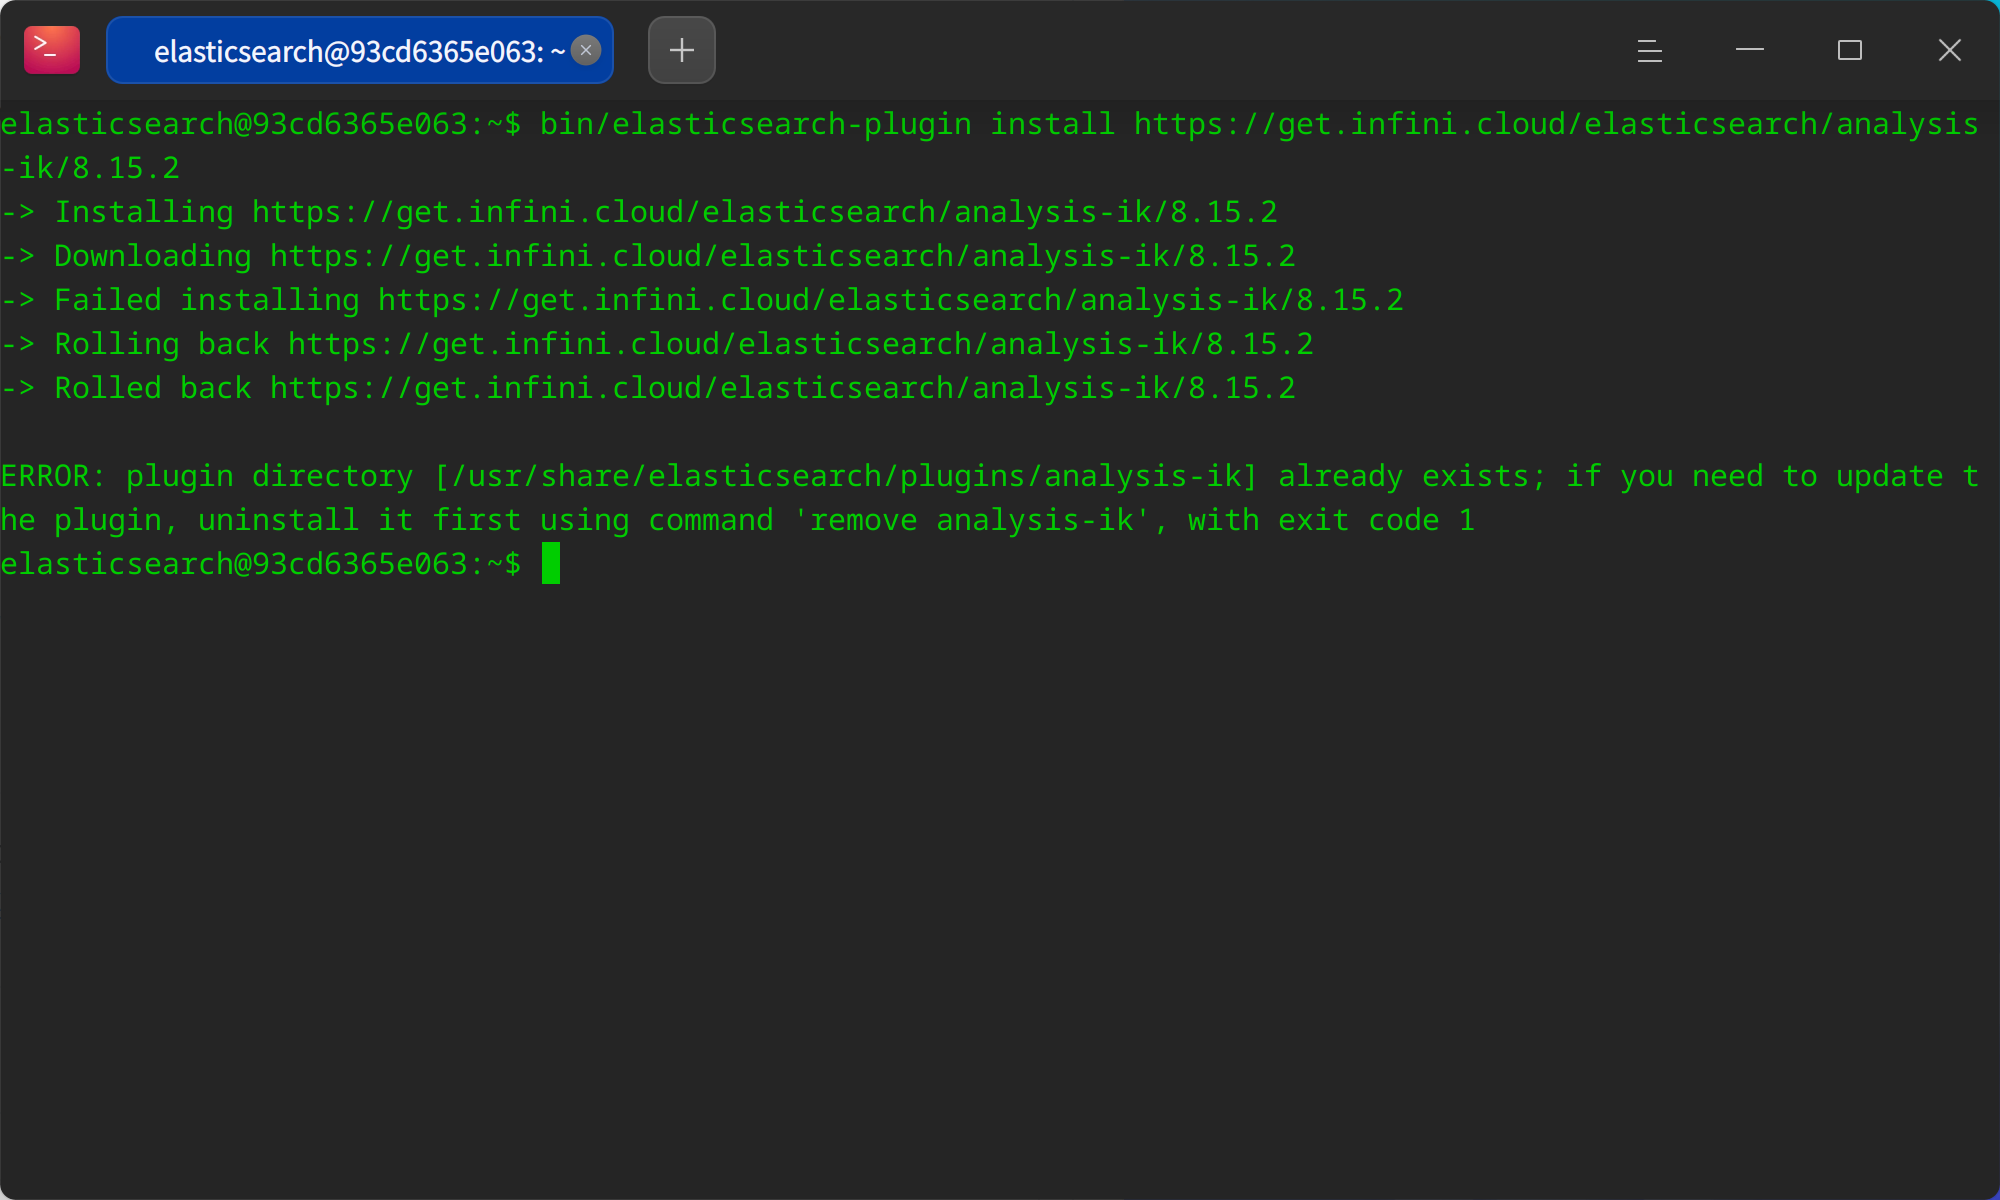 elasticsearch@93cd6365e063: ~
elasticsearch@93cd6365e063:~$ bin/elasticsearch-plugin install https://get.infini.cloud/elasticsearch/analysis
-ik/8.15.2
-> Installing https://get.infini.cloud/elasticsearch/analysis-ik/8.15.2
-> Downloading https://get.infini.cloud/elasticsearch/analysis-ik/8.15.2
-> Failed installing https://get.infini.cloud/elasticsearch/analysis-ik/8.15.2
-> Rolling back https://get.infini.cloud/elasticsearch/analysis-ik/8.15.2
-> Rolled back https://get.infini.cloud/elasticsearch/analysis-ik/8.15.2
ERROR: plugin directory [/usr/share/elasticsearch/plugins/analysis-ik] already exists; if you need to update t
he plugin, uninstall it first using command 'remove analysis-ik', with exit code 1
elasticsearch@93cd6365e063:~$